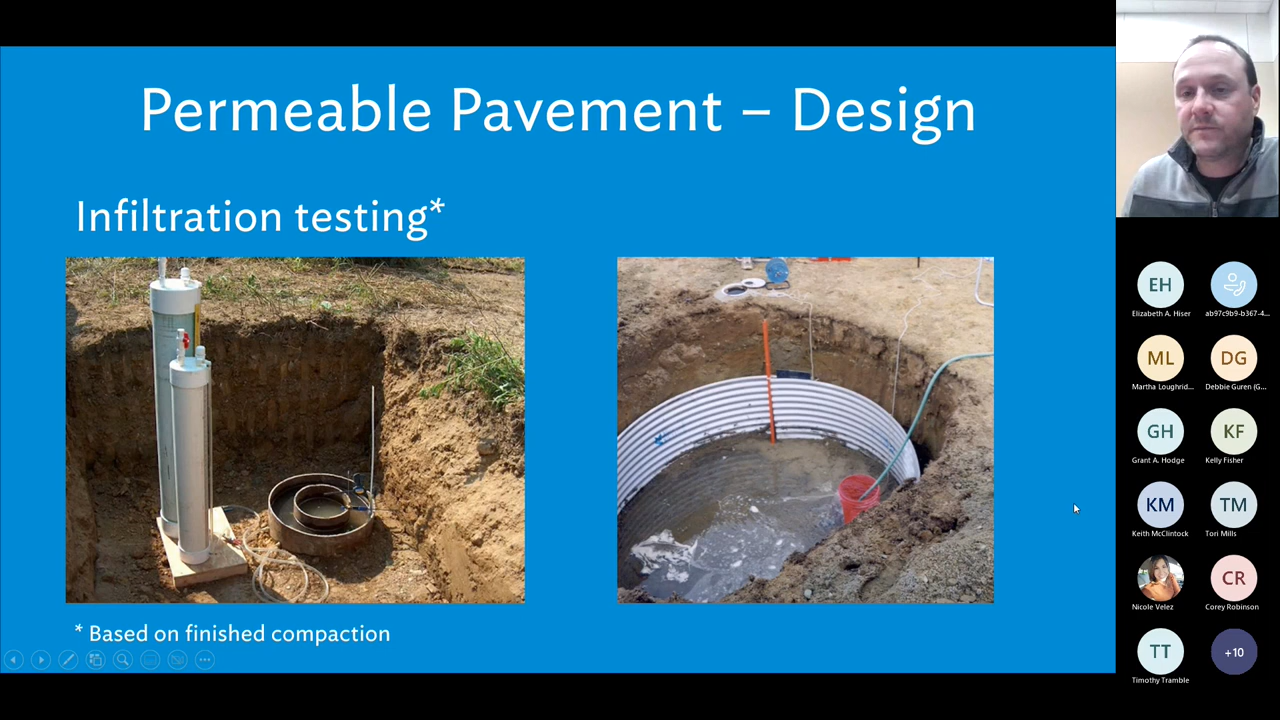 Permeable Pavement – Design
Infiltration testing*
* Based on finished compaction
EH
Elizabeth A. Hiser
ab97c9b9-b367-4...
ML
Martha Loughrid...
DG
Debbie Guren (G...
GH
Grant A. Hodge
KF
Kelly Fisher
KM
Keith McClintock
TM
Tori Mills
Nicole Velez
CR
Corey Robinson
TT
Timothy Tramble
+10